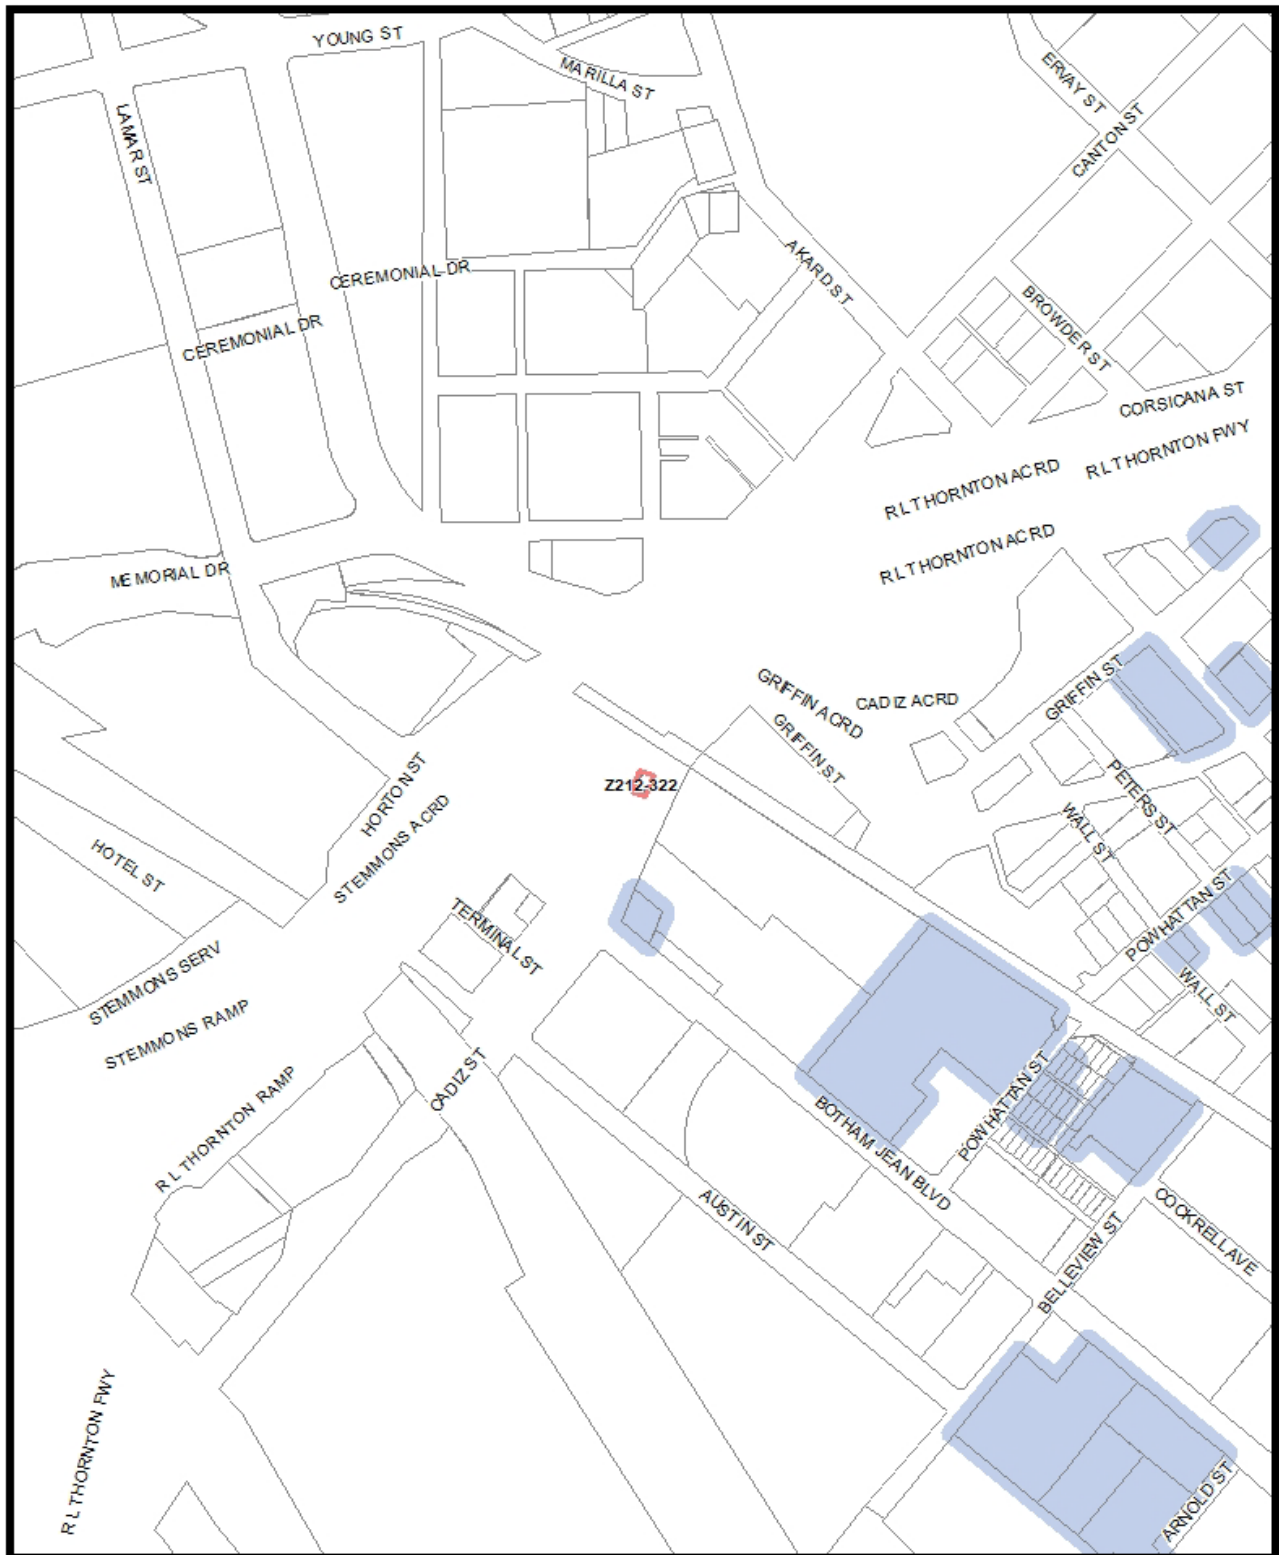 YOUNG ST
MARILLA ST
ERVAY ST
CANTON ST
LAMAR ST
CEREMONIAL DR
AKARD ST
BROWDER ST
CEREMONIAL DR
CORSICANA ST
R L THORNTON FWY
R L THORNTON ACRD
R L THORNTON ACRD
MEMORIAL DR
GRIFFIN ST
GRIFFIN ACRD
CADIZ ACRD
GRIFFIN ST
Z212-322
HORTON ST
STEMMONS ACRD
PETERS ST
WALL ST
HOTEL ST
TERMINAL ST
POWHATTAN ST
STEMMONS SERV
WALL ST
STEMMONS RAMP
CADIZ ST
R L THORNTON RAMP
POWHATTAN ST
BOTHAM JEAN BLVD
AUSTIN ST
COCKRELL AVE
BELLEVIEW ST
R L THORNTON FWY
ARNOLD ST